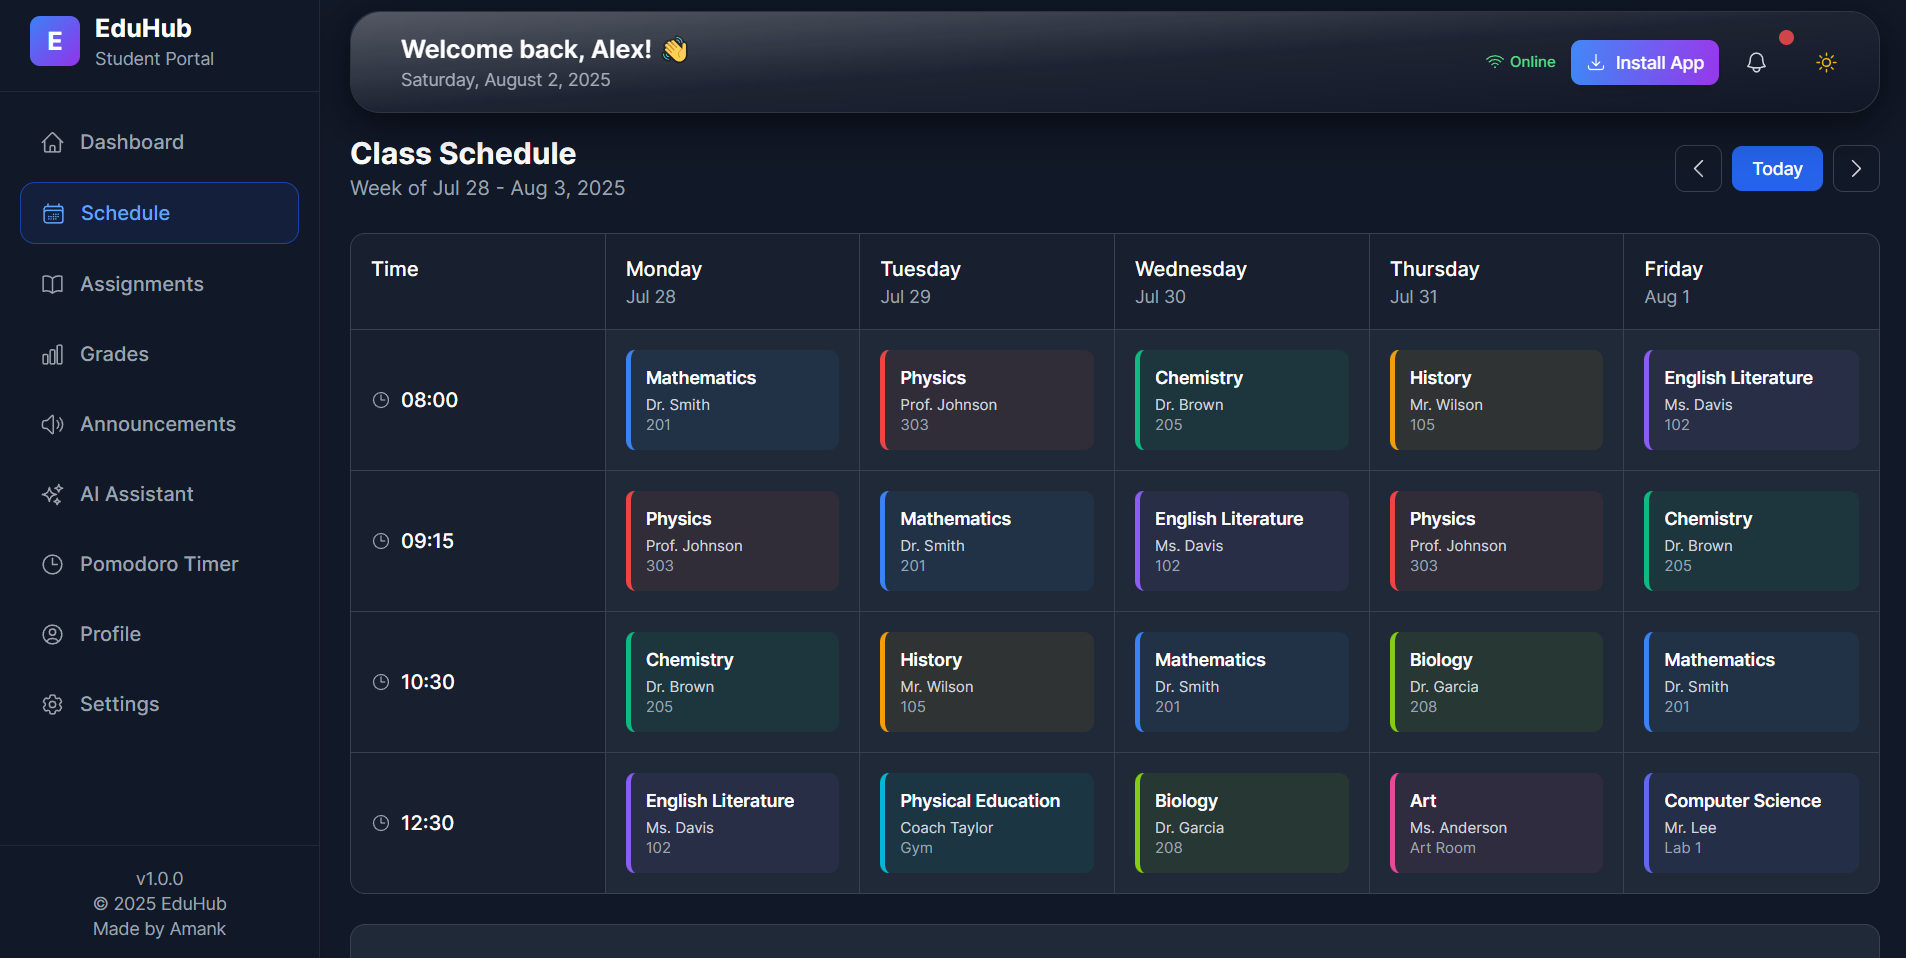 E
EduHub
Student Portal
Dashboard
Schedule
Assignments
Grades
Announcements
AI Assistant
Pomodoro Timer
Profile
Settings
v1.0.0
© 2025 EduHub
Made by Amank
Welcome back, Alex! 👋
Saturday, August 2, 2025
Online
Install App
Class Schedule
Week of Jul 28 - Aug 3, 2025
Today
Time
Monday
Jul 28
Tuesday
Jul 29
Wednesday
Jul 30
Thursday
Jul 31
Friday
Aug 1
08:00
Mathematics
Dr. Smith
201
Physics
Prof. Johnson
303
Chemistry
Dr. Brown
205
History
Mr. Wilson
105
English Literature
Ms. Davis
102
09:15
Physics
Prof. Johnson
303
Mathematics
Dr. Smith
201
English Literature
Ms. Davis
102
Physics
Prof. Johnson
303
Chemistry
Dr. Brown
205
10:30
Chemistry
Dr. Brown
205
History
Mr. Wilson
105
Mathematics
Dr. Smith
201
Biology
Dr. Garcia
208
Mathematics
Dr. Smith
201
12:30
English Literature
Ms. Davis
102
Physical Education
Coach Taylor
Gym
Biology
Dr. Garcia
208
Art
Ms. Anderson
Art Room
Computer Science
Mr. Lee
Lab 1